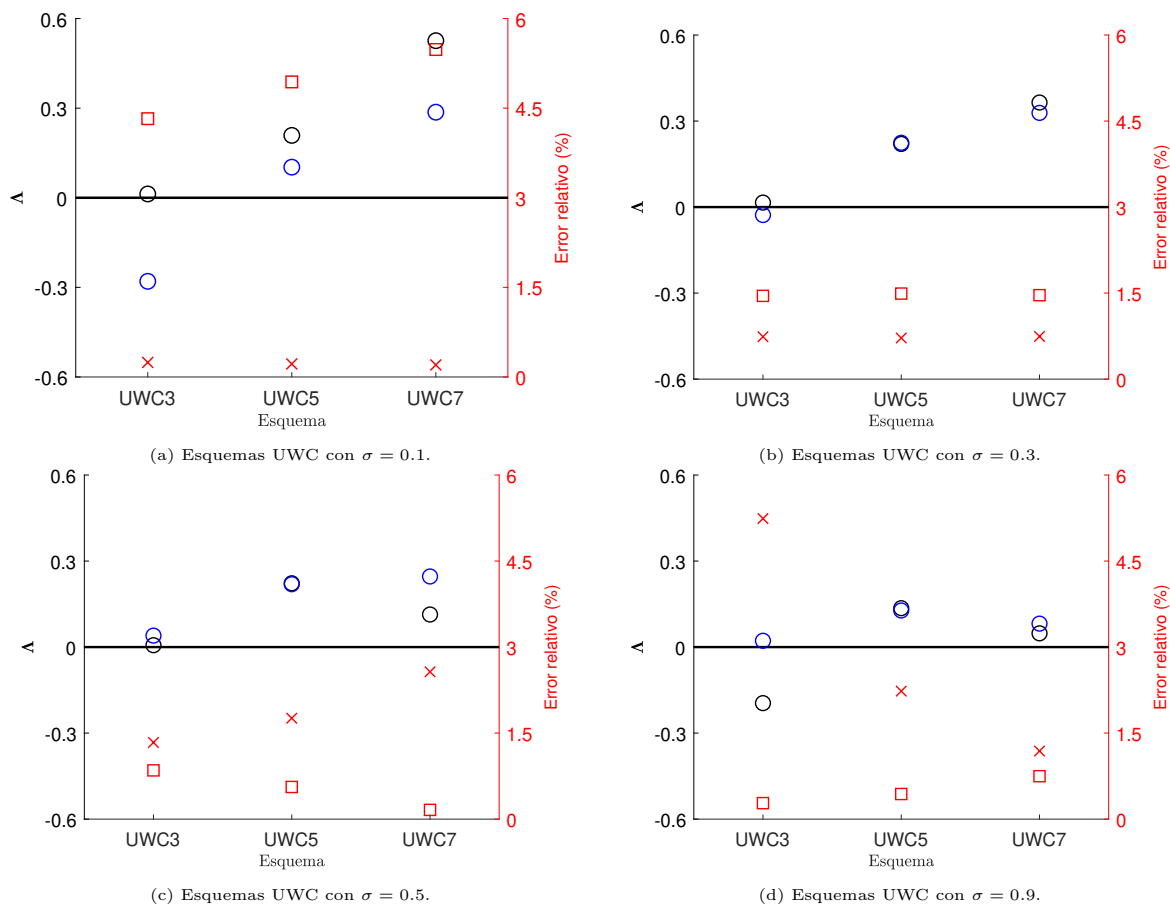 0.6
0.3
0
-0.3
-0.6
Λ
6
4.5
3
1.5
0
Error relativo (%)
UWC3 UWC5 UWC7
Esquema
(a) Esquemas UWC con σ = 0.1.
0.6
0.3
0
-0.3
-0.6
Λ
6
4.5
3
1.5
0
Error relativo (%)
UWC3 UWC5 UWC7
Esquema
(b) Esquemas UWC con σ = 0.3.
0.6
0.3
0
-0.3
-0.6
Λ
6
4.5
3
1.5
0
Error relativo (%)
UWC3 UWC5 UWC7
Esquema
(c) Esquemas UWC con σ = 0.5.
0.6
0.3
0
-0.3
-0.6
Λ
6
4.5
3
1.5
0
Error relativo (%)
UWC3 UWC5 UWC7
Esquema
(d) Esquemas UWC con σ = 0.9.